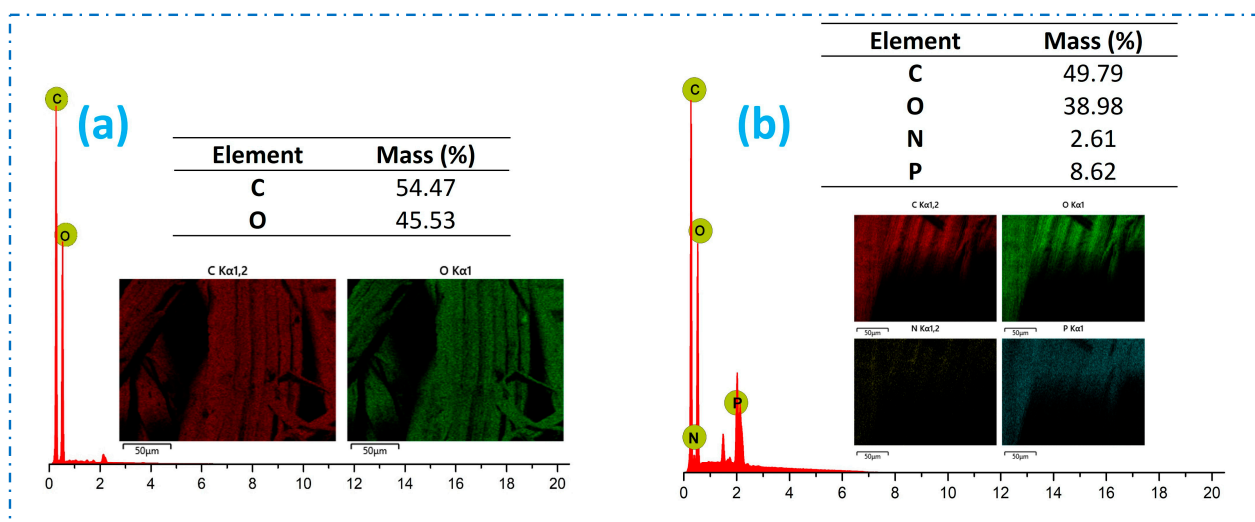 (a)
C
O
Element Mass (%)
C 54.47
O 45.53
C Kα1,2
O Kα1
50µm
50µm
0 2 4 6 8 10 12 14 16 18 20
(b)
C
O
N
P
Element Mass (%)
C 49.79
O 38.98
N 2.61
P 8.62
C Kα1,2
O Kα1
50µm
50µm
N Kα1,2
P Kα1
50µm
50µm
0 2 4 6 8 10 12 14 16 18 20